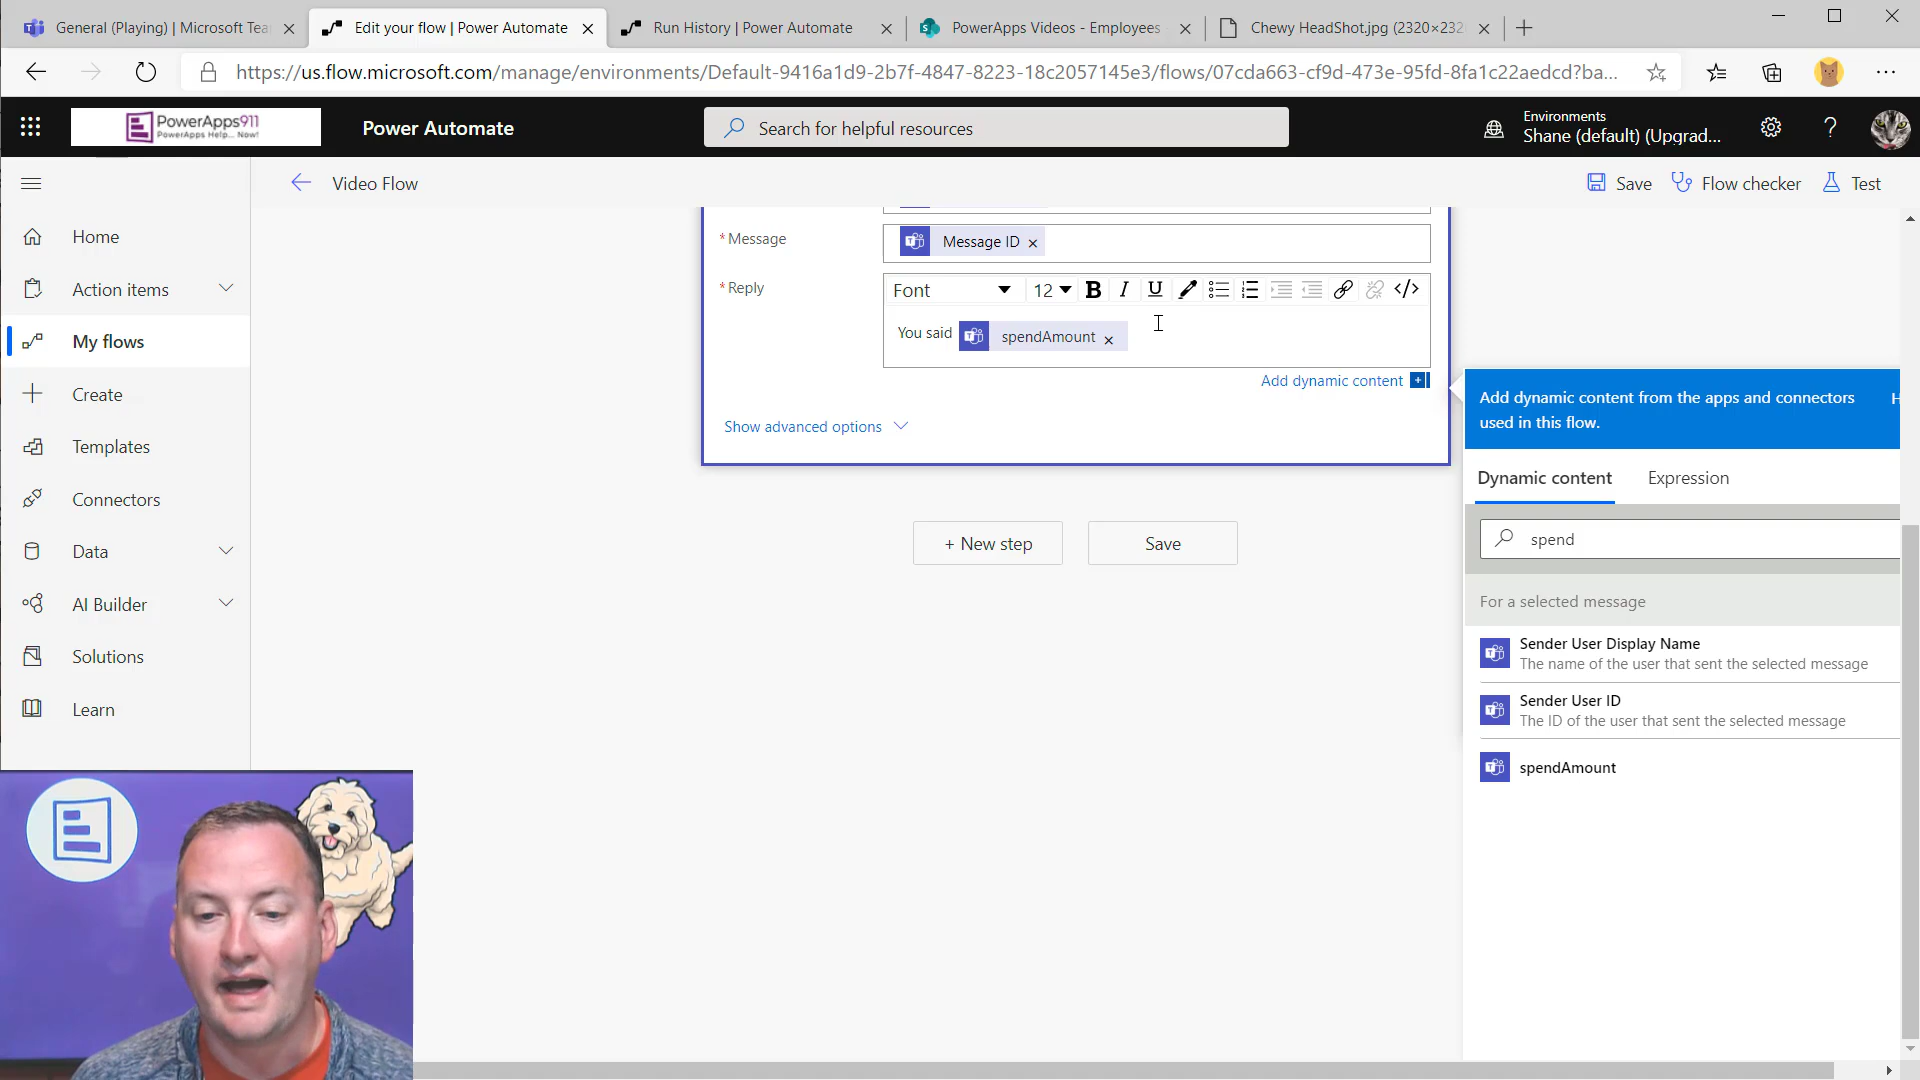 General (Playing) | Microsoft Tea
Edit your flow | Power Automate
Run History | Power Automate
PowerApps Videos - Employees
Chewy HeadShot.jpg (2320×232
https://us.flow.microsoft.com/manage/environments/Default-9416a1d9-2b7f-4847-8223-18c2057145e3/flows/07cda663-cf9d-473e-95fd-8fa1c22aedcd?ba...
PowerApps911
PowerApps Help... Now!
Power Automate
Search for helpful resources
Environments
Shane (default) (Upgrad...
Video Flow
Save
Flow checker
Test
Home
Action items
My flows
Create
Templates
Connectors
Data
AI Builder
Solutions
Learn
* Message
Message ID ×
* Reply
Font
12
B I U
You said spendAmount ×
Add dynamic content
Show advanced options
+ New step
Save
Add dynamic content from the apps and connectors
used in this flow.
H
Dynamic content
Expression
spend
For a selected message
Sender User Display Name
The name of the user that sent the selected message
Sender User ID
The ID of the user that sent the selected message
spendAmount